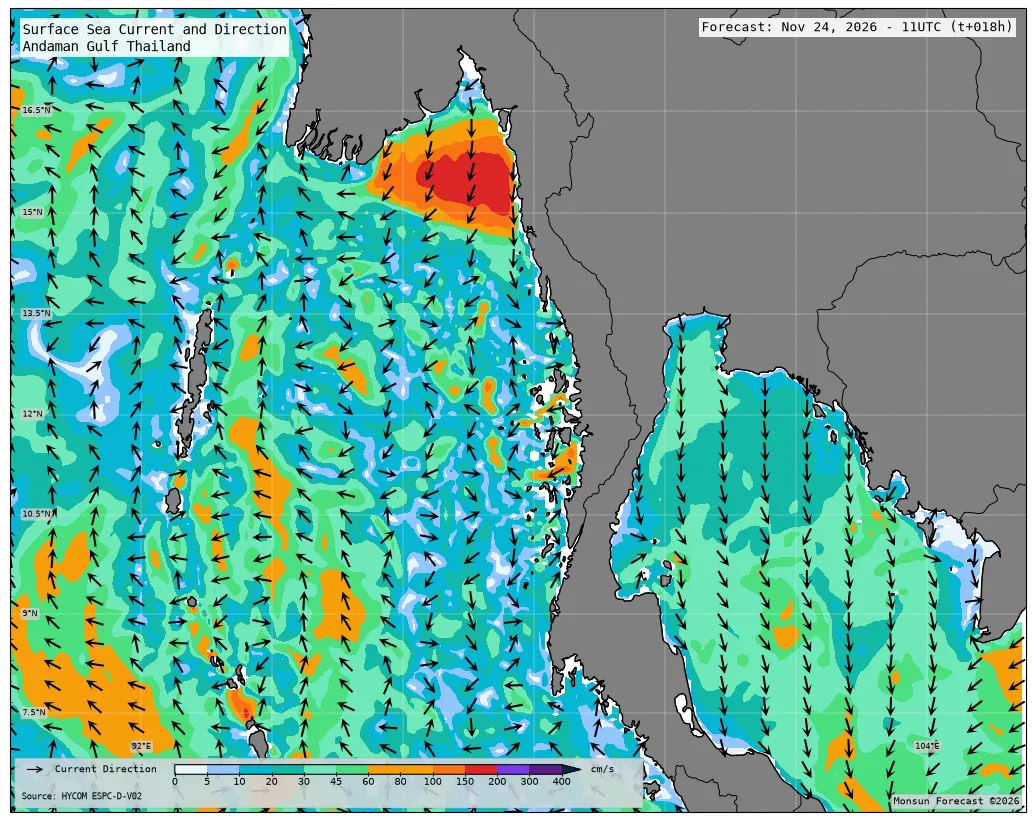 Surface Sea Current and Direction
Andaman Gulf Thailand
Forecast: Nov 24, 2026 - 11UTC (t+018h)
16.5°N
15°N
13.5°N
12°N
10.5°N
9°N
7.5°N
92°E
104°E
Current Direction
cm/s
0 5 10 20 30 45 60 80 100 150 200 300 400
Source: HYCOM ESPC-D-V02
Monsun Forecast ©2026